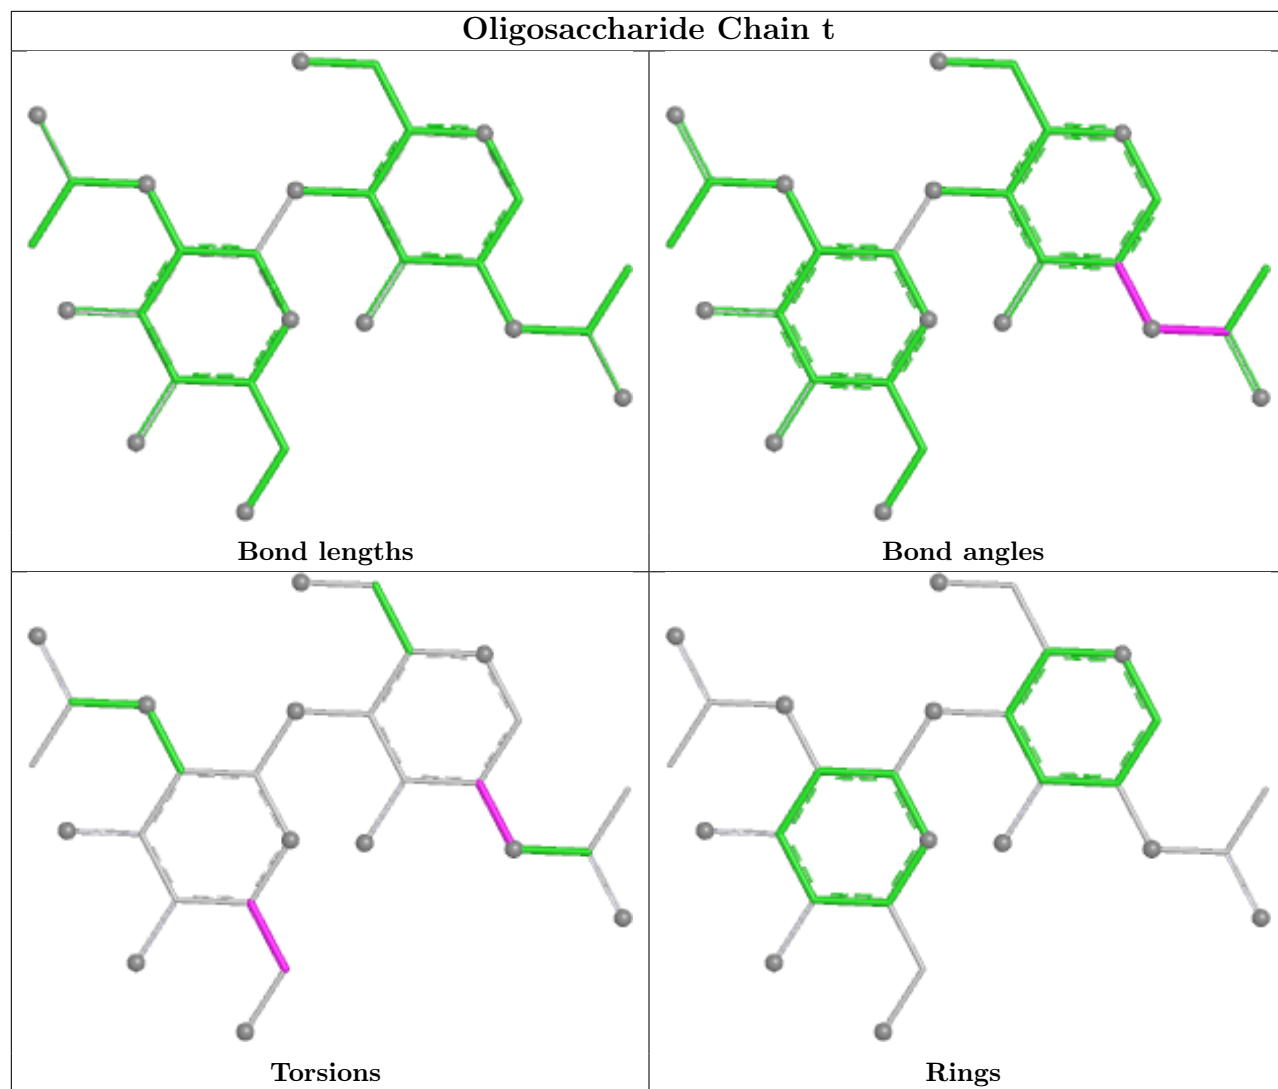 Oligosaccharide Chain t
Bond lengths
Bond angles
Torsions
Rings